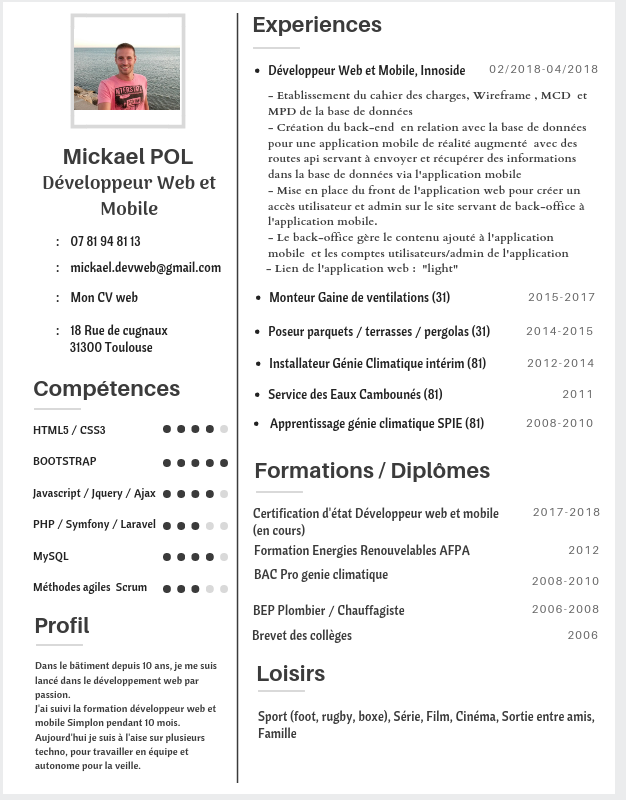 Mickael POL
Développeur Web et
Mobile
: 07 81 94 81 13
: mickael.devweb@gmail.com
: Mon CV web
: 18 Rue de cugnaux
31300 Toulouse
Compétences
HTML5 / CSS3
BOOTSTRAP
Javascript / Jquery / Ajax
PHP / Symfony / Laravel
MySQL
Méthodes agiles Scrum
Profil
Dans le bâtiment depuis 10 ans, je me suis
lancé dans le développement web par
passion.
J'ai suivi la formation développeur web et
mobile Simplon pendant 10 mois.
Aujourd'hui je suis à l'aise sur plusieurs
techno, pour travailler en équipe et
autonome pour la veille.
Experiences
• Développeur Web et Mobile, Innoside 02/2018-04/2018
- Etablissement du cahier des charges, Wireframe , MCD et
MPD de la base de données
- Création du back-end en relation avec la base de données
pour une application mobile de réalité augmenté avec des
routes api servant à envoyer et récupérer des informations
dans la base de données via l'application mobile
- Mise en place du front de l'application web pour créer un
accès utilisateur et admin sur le site servant de back-office à
l'application mobile.
- Le back-office gère le contenu ajouté à l'application
mobile et les comptes utilisateurs/admin de l'application
- Lien de l'application web : "light"
• Monteur Gaine de ventilations (31) 2015-2017
• Poseur parquets / terrasses / pergolas (31) 2014-2015
• Installateur Génie Climatique intérim (81) 2012-2014
• Service des Eaux Cambounés (81) 2011
• Apprentissage génie climatique SPIE (81) 2008-2010
Formations / Diplômes
Certification d'état Développeur web et mobile 2017-2018
(en cours)
Formation Energies Renouvelables AFPA 2012
BAC Pro genie climatique 2008-2010
BEP Plombier / Chauffagiste 2006-2008
Brevet des collèges 2006
Loisirs
Sport (foot, rugby, boxe), Série, Film, Cinéma, Sortie entre amis,
Famille